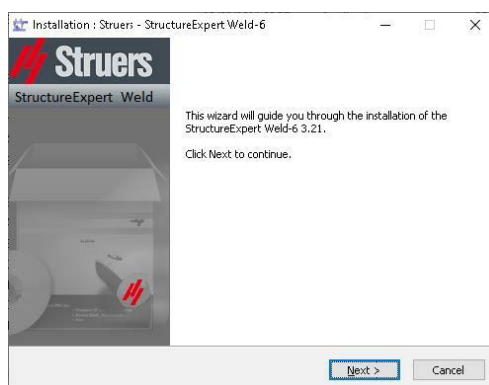 Installation : Struers - StructureExpert Weld-6
Struers
StructureExpert Weld
This wizard will guide you through the installation of the
StructureExpert Weld-6 3.21.
Click Next to continue.
Next >
Cancel